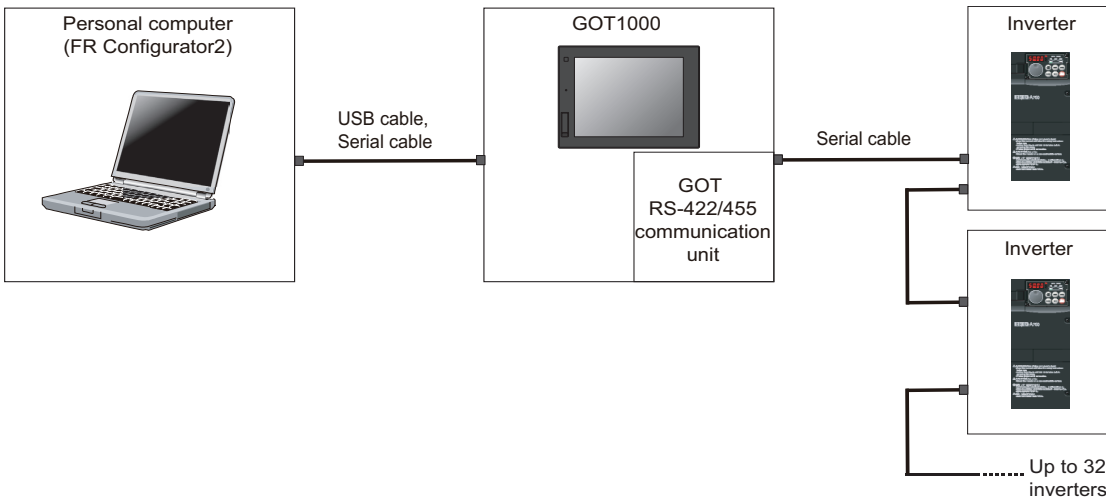 Personal computer
(FR Configurator2)
USB cable,
Serial cable
GOT1000
GOT
RS-422/455
communication
unit
Serial cable
Inverter
Inverter
Up to 32
inverters